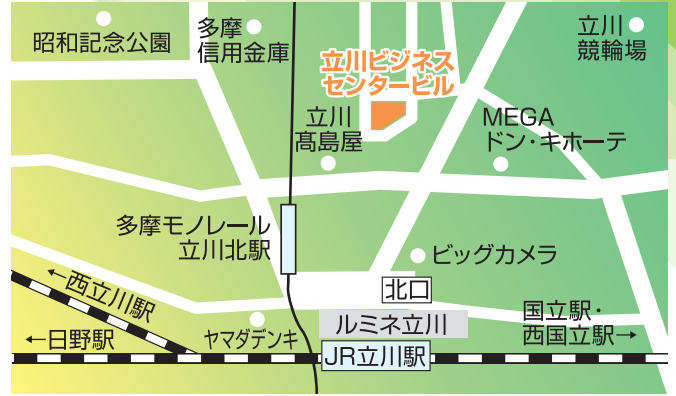 昭和記念公園
多摩
信用金庫
立川ビジネス
センタービル
立川
競輪場
立川
髙島屋
MEGA
ドン・キホーテ
多摩モノレール
立川北駅
ビッグカメラ
←西立川駅
北口
国立駅・
西国立駅→
ルミネ立川
←日野駅
ヤマダデンキ
JR立川駅